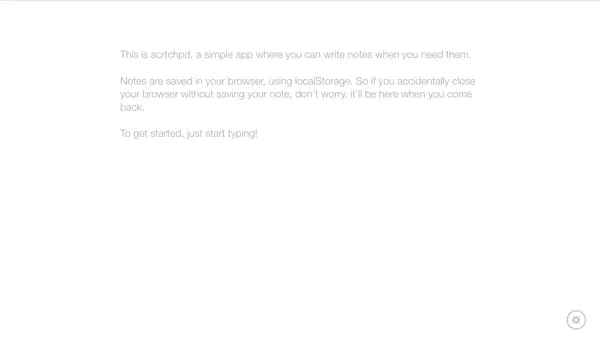 This is scrtchpd, a simple app where you can write notes when you need them.
Notes are saved in your browser, using localStorage. So if you accidentally close
your browser without saving your note, don't worry, it'll be here when you come
back.
To get started, just start typing!